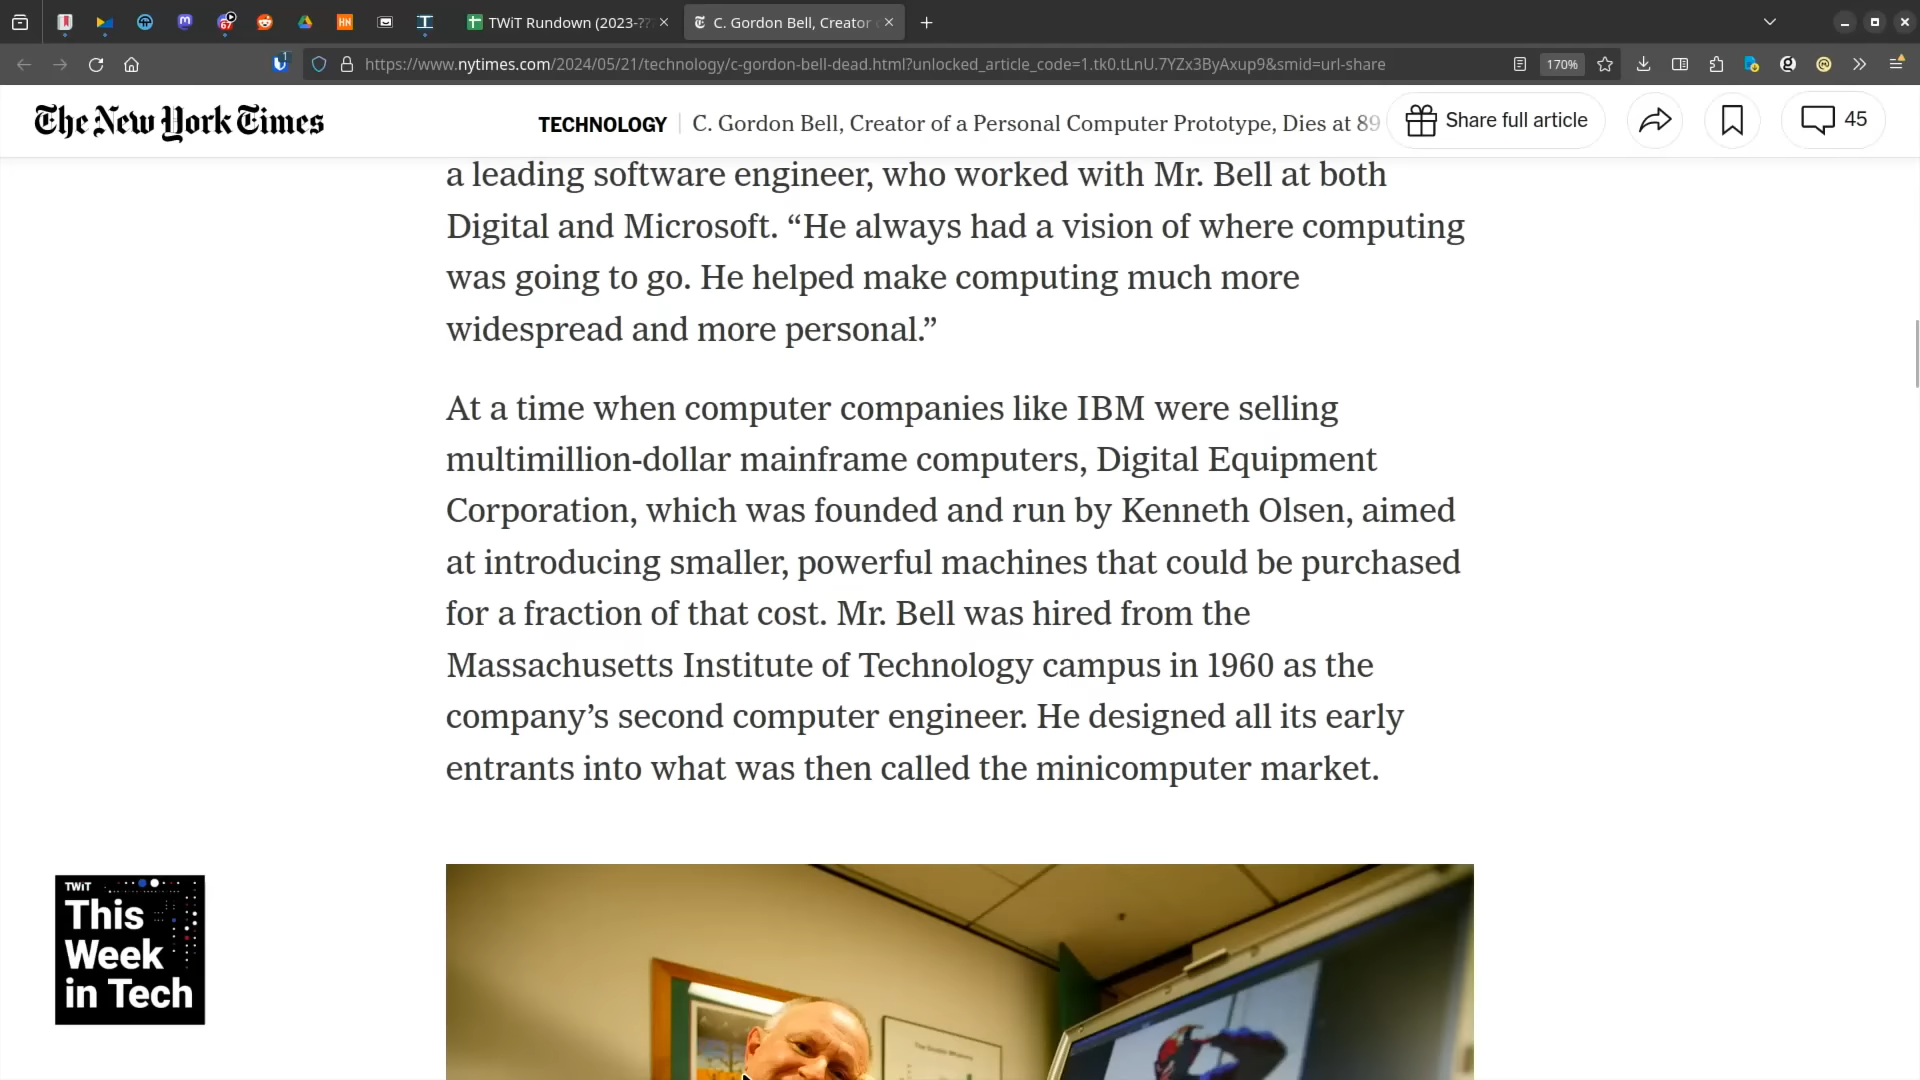 TWiT Rundown (2023-??
C. Gordon Bell, Creator
https://www.nytimes.com/2024/05/21/technology/c-gordon-bell-dead.html?unlocked_article_code=1.tk0.tLnU.7YZx3ByAxup9&smid=url-share
170%
The New York Times
TECHNOLOGY
C. Gordon Bell, Creator of a Personal Computer Prototype, Dies at 89
Share full article
45
a leading software engineer, who worked with Mr. Bell at both
Digital and Microsoft. “He always had a vision of where computing
was going to go. He helped make computing much more
widespread and more personal.”
At a time when computer companies like IBM were selling
multimillion-dollar mainframe computers, Digital Equipment
Corporation, which was founded and run by Kenneth Olsen, aimed
at introducing smaller, powerful machines that could be purchased
for a fraction of that cost. Mr. Bell was hired from the
Massachusetts Institute of Technology campus in 1960 as the
company’s second computer engineer. He designed all its early
entrants into what was then called the minicomputer market.
TWiT
This
Week
in Tech